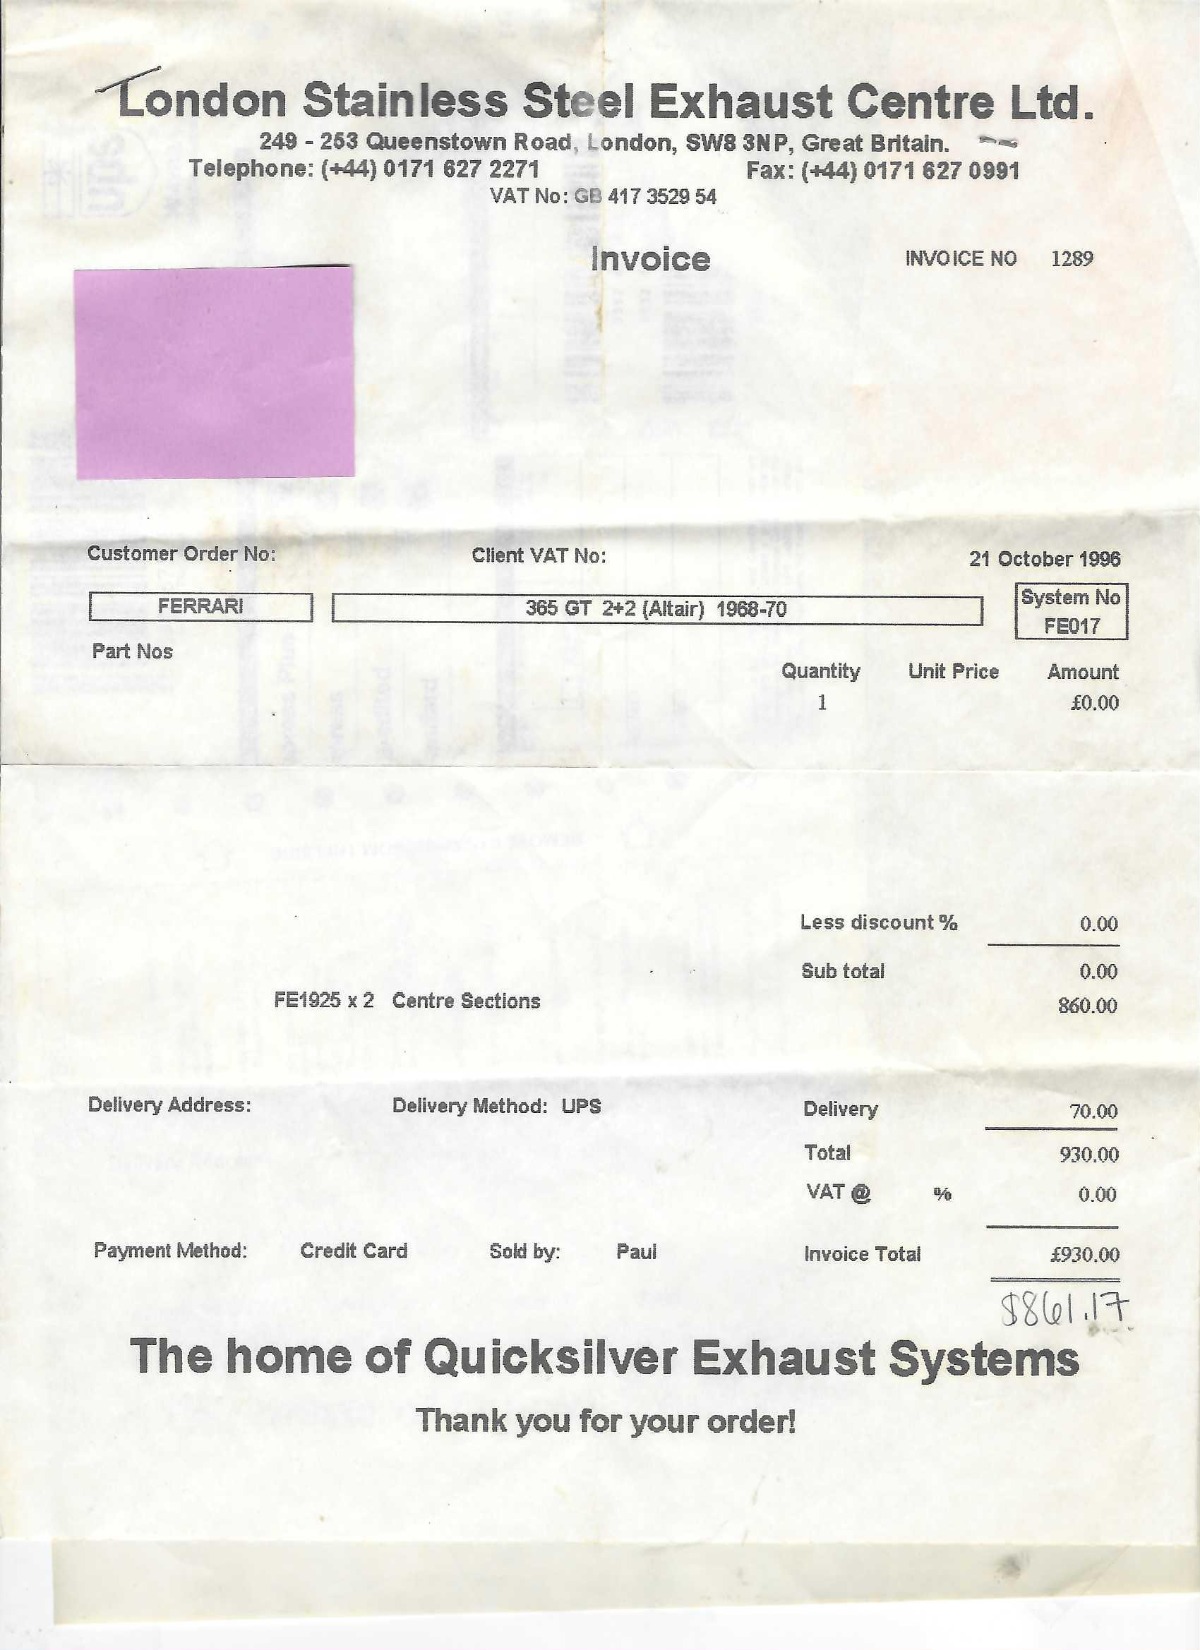 London Stainless Steel Exhaust Centre Ltd.
249 - 253 Queenstown Road, London, SW8 3NP, Great Britain.
Telephone: (+44) 0171 627 2271 Fax: (+44) 0171 627 0991
VAT No: GB 417 3529 54
Invoice INVOICE NO 1289
Customer Order No: Client VAT No: 21 October 1996
FERRARI 365 GT 2+2 (Altair) 1968-70 System No
FE017
Part Nos
Quantity Unit Price Amount
1 £0.00
Less discount % 0.00
Sub total 0.00
FE1925 x 2 Centre Sections 860.00
Delivery Address: Delivery Method: UPS Delivery 70.00
Total 930.00
VAT @ % 0.00
Payment Method: Credit Card Sold by: Paul Invoice Total £930.00
$861.17
The home of Quicksilver Exhaust Systems
Thank you for your order!